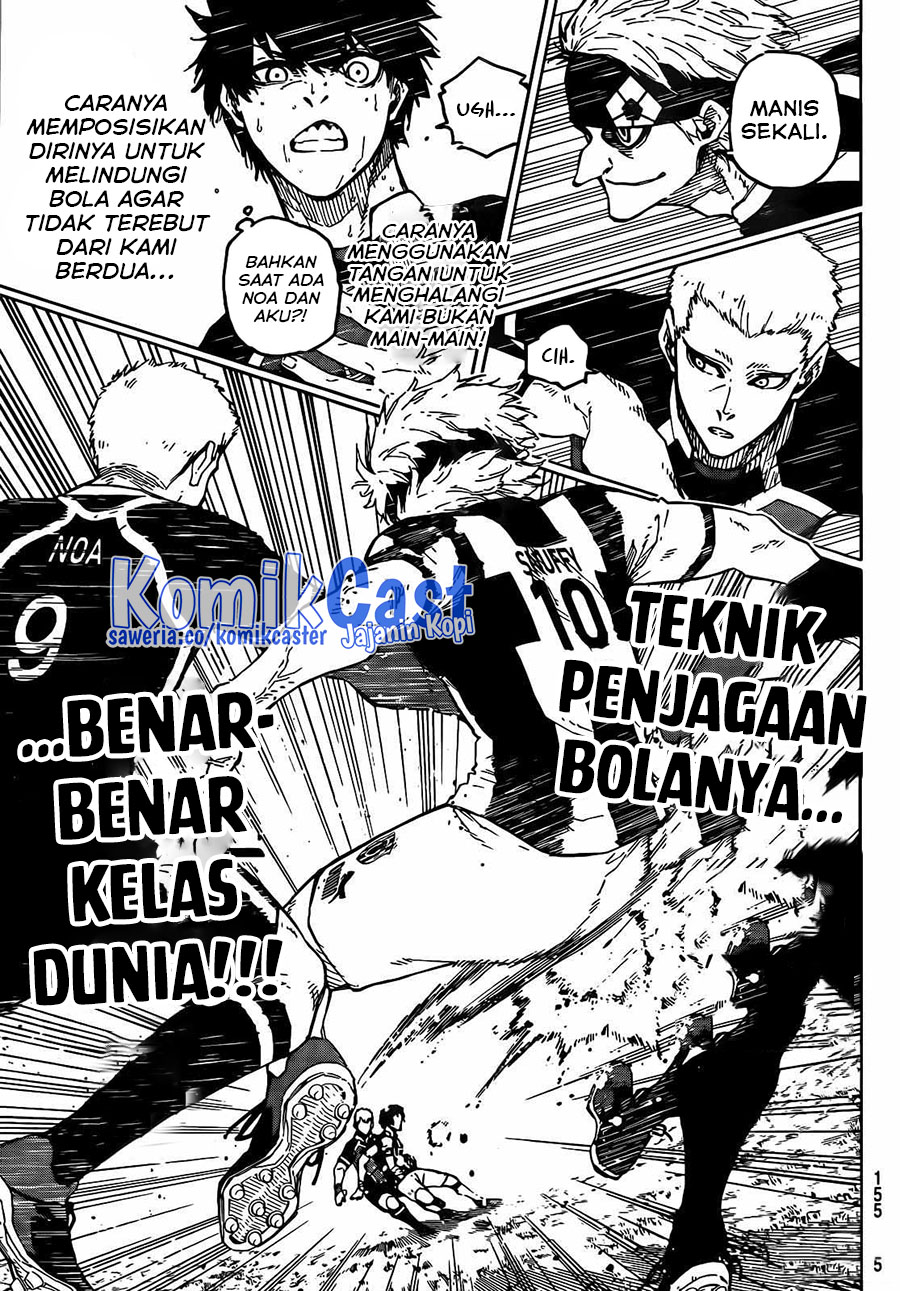 MANIS
SEKALI.
UGH...
CARANYA
MEMPOSISIKAN
DIRINYA UNTUK
MELINDUNGI
BOLA AGAR
TIDAK TEREBUT
DARI KAMI
BERDUA...
BAHKAN
SAAT ADA
NOA DAN
AKU?!
CARANYA
MENGGUNAKAN
TANGAN UNTUK
MENGHALANGI
KAMI BUKAN
MAIN-MAIN!
CIH.
NOA
9
SNUFFY
10
KomikCast
saweria.co/komikcaster Jajanin Kopi
TEKNIK
PENJAGAAN
BOLANYA...
...BENAR-
BENAR
KELAS
DUNIA!!!
155
5